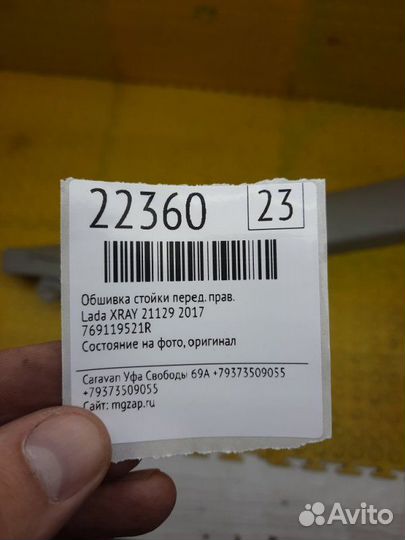 22360
23
Обшивка стойки перед. прав.
Lada XRAY 21129 2017
769119521R
Состояние на фото, оригинал
Caravan Уфа Свободы 69А +79373509055
+79373509055
Сайт: mgzap.ru
Avito